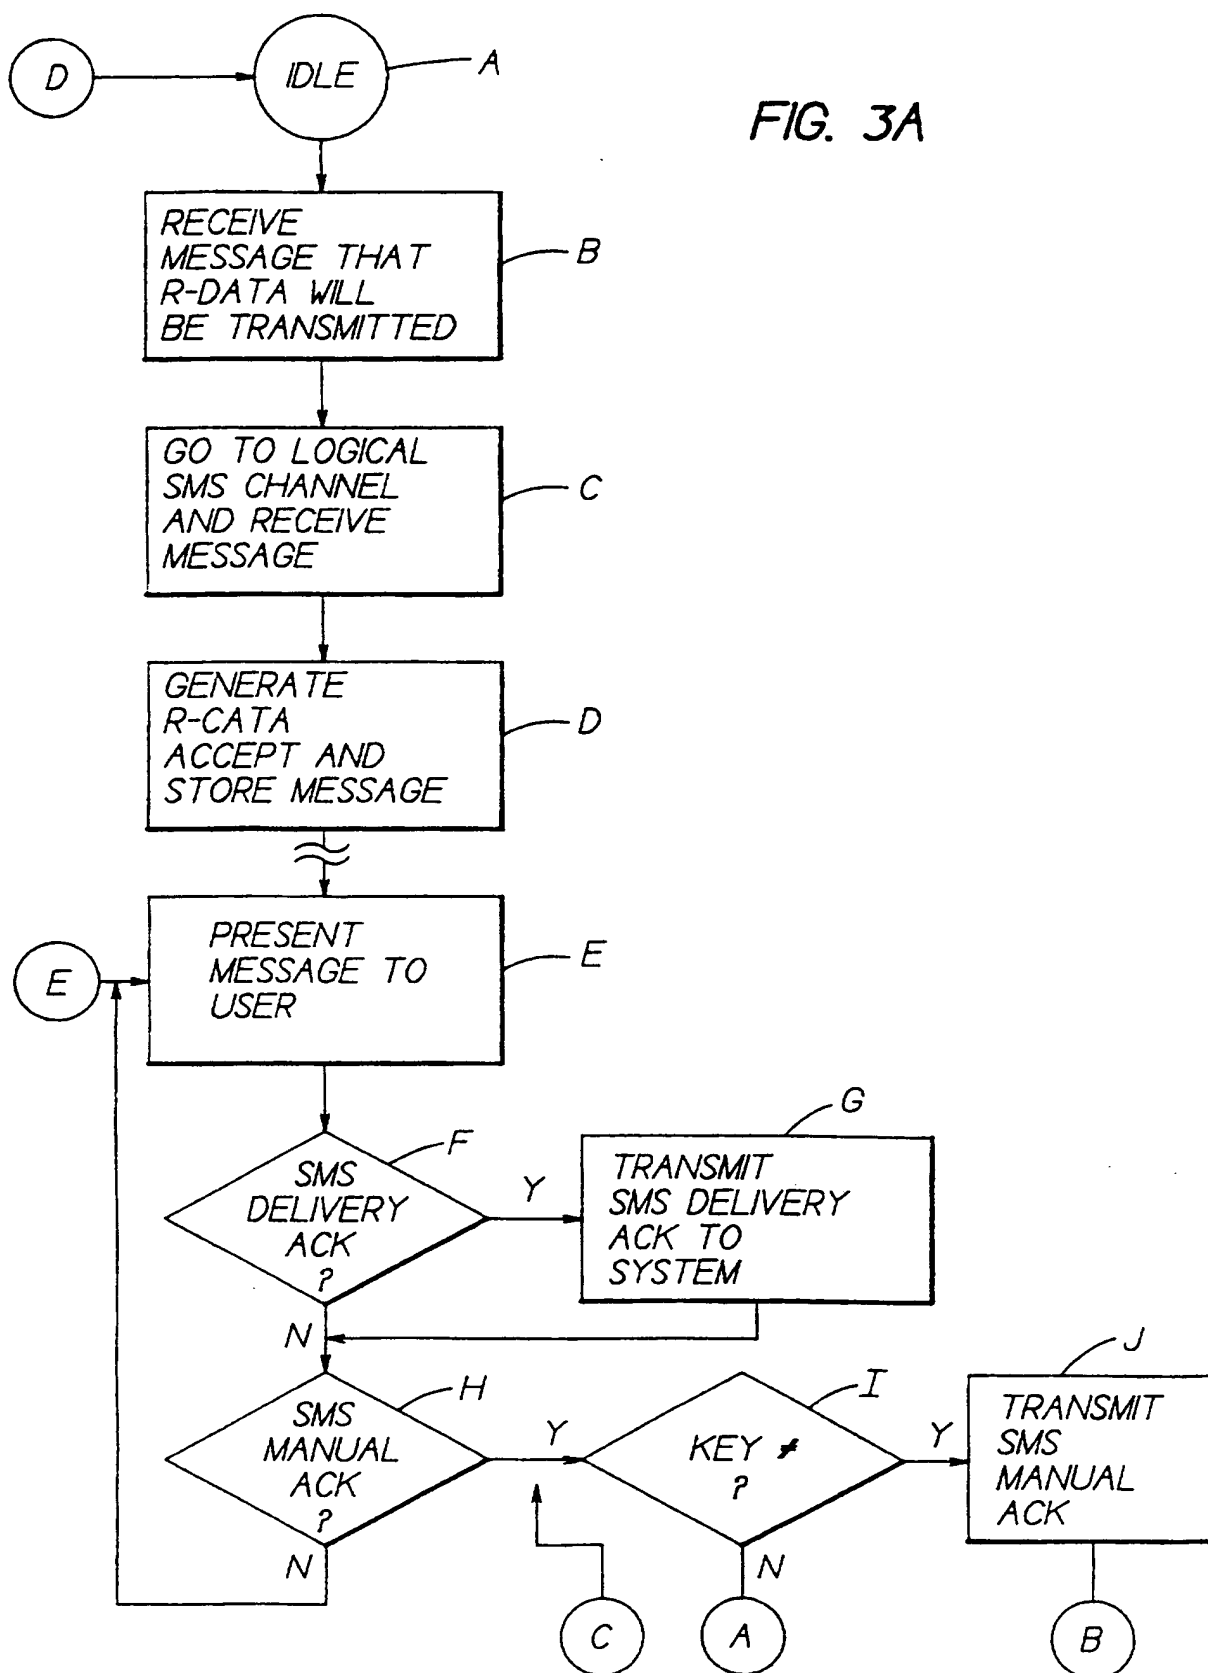 D
IDLE
A
FIG. 3A
RECEIVE
MESSAGE THAT
R-DATA WILL
BE TRANSMITTED
B
GO TO LOGICAL
SMS CHANNEL
AND RECEIVE
MESSAGE
C
GENERATE
R-CATA
ACCEPT AND
STORE MESSAGE
D
E
PRESENT
MESSAGE TO
USER
E
SMS
DELIVERY
ACK
?
F
Y
N
TRANSMIT
SMS DELIVERY
ACK TO
SYSTEM
G
SMS
MANUAL
ACK
?
H
Y
N
KEY ≠
?
I
Y
N
TRANSMIT
SMS
MANUAL
ACK
J
C
A
B